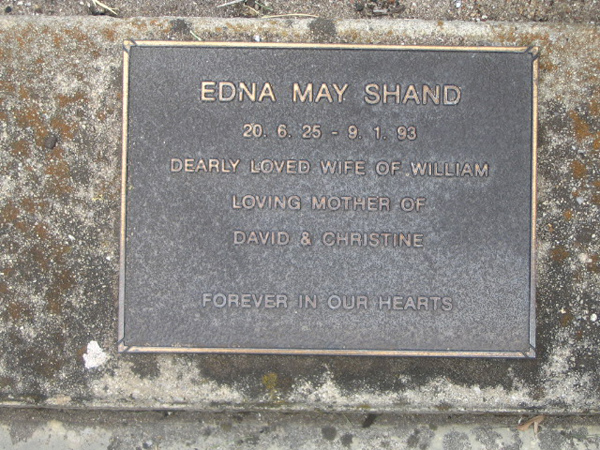 EDNA MAY SHAND
20. 6. 25 - 9. 1. 93
DEARLY LOVED WIFE OF WILLIAM
LOVING MOTHER OF
DAVID & CHRISTINE
FOREVER IN OUR HEARTS